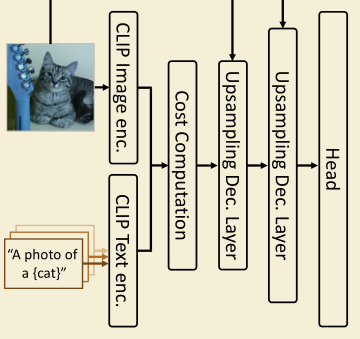 CLIP Image enc.
"A photo of
a {cat}"
CLIP Text enc.
Cost Computation
Upsampling Dec. Layer
Upsampling Dec. Layer
Head